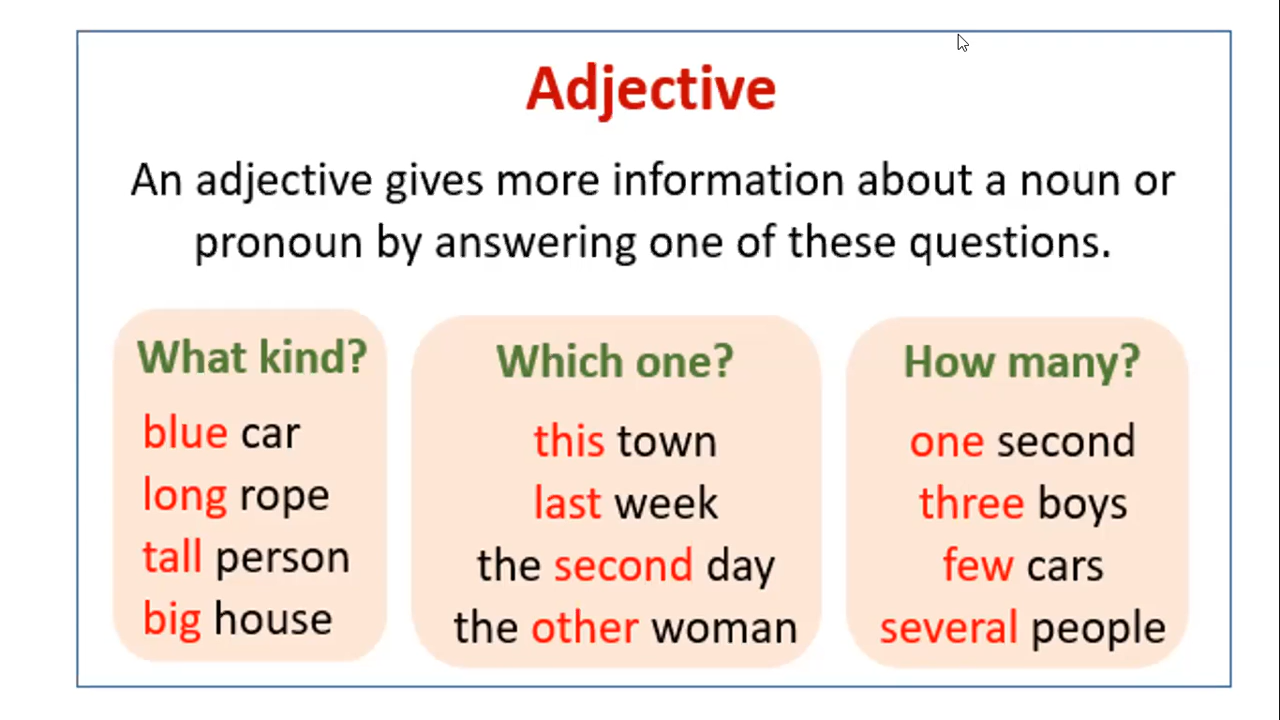 Adjective
An adjective gives more information about a noun or
pronoun by answering one of these questions.
What kind?
blue car
long rope
tall person
big house
Which one?
this town
last week
the second day
the other woman
How many?
one second
three boys
few cars
several people